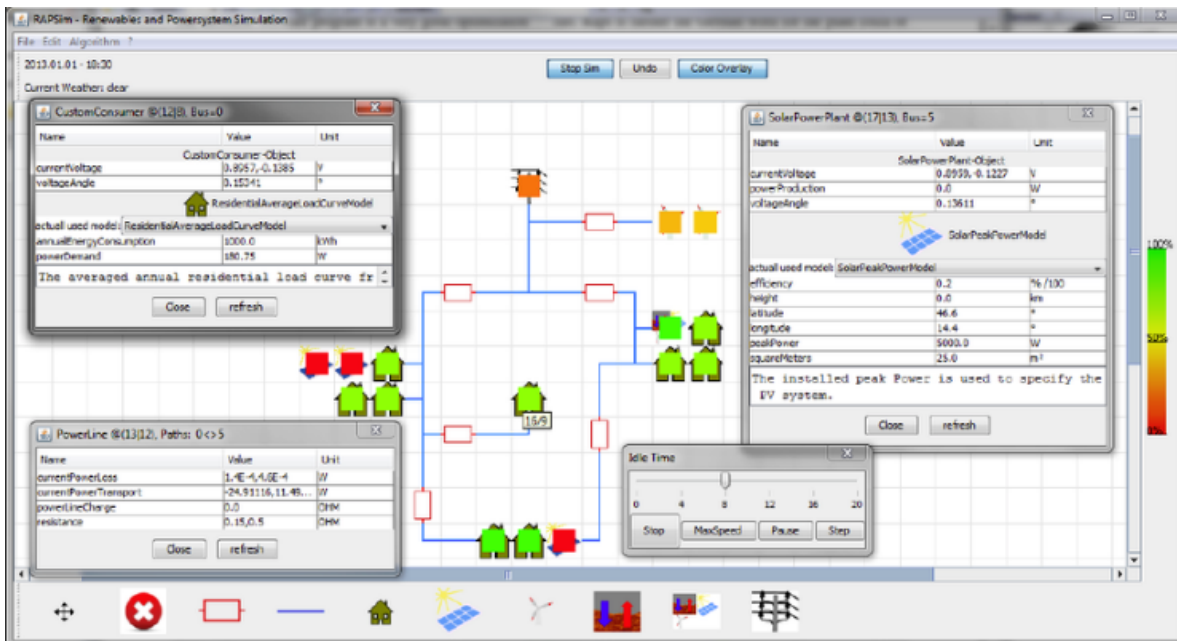 RAPSim - Renewables and Powersystem Simulation
File Edit Algorithm ?
2013.01.01 - 18:30
Stop Sim Undo Color Overlay
Current Weather: clear
CustomConsumer @(12|8), Bus=0
Name Value Unit
CustomConsumer-Object
currentVoltage 0.8957,-0.1385 V
voltageAngle 0.15341 °
ResidentialAverageLoadCurveModel
actual used model: ResidentialAverageLoadCurveModel
annualEnergyConsumption 1000.0 kWh
powerDemand 180.75 W
The averaged annual residential load curve fr
Close refresh
SolarPowerPlant @(17|13), Bus=5
Name Value Unit
SolarPowerPlant-Object
currentVoltage 0.8959,-0.1227 V
powerProduction 0.0 W
voltageAngle 0.13611 °
SolarPeakPowerModel
actual used model: SolarPeakPowerModel
efficiency 0.2 %/100
height 0.0 km
latitude 46.6 °
longitude 14.4 °
peakPower 5000.0 W
squareMeters 25.0 m²
The installed peak Power is used to specify the
PV system.
Close refresh
100%
50%
0%
16/9
PowerLine @(13|12), Paths: 0<>5
Name Value Unit
currentPowerLoss 1.4E-4,4.6E-4 W
currentPowerTransport -24.91116,11.49... W
powerLineCharge 0.0 OHM
resistance 0.15,0.5 OHM
Close refresh
Idle Time
0 4 8 12 16 20
Stop MaxSpeed Pause Step